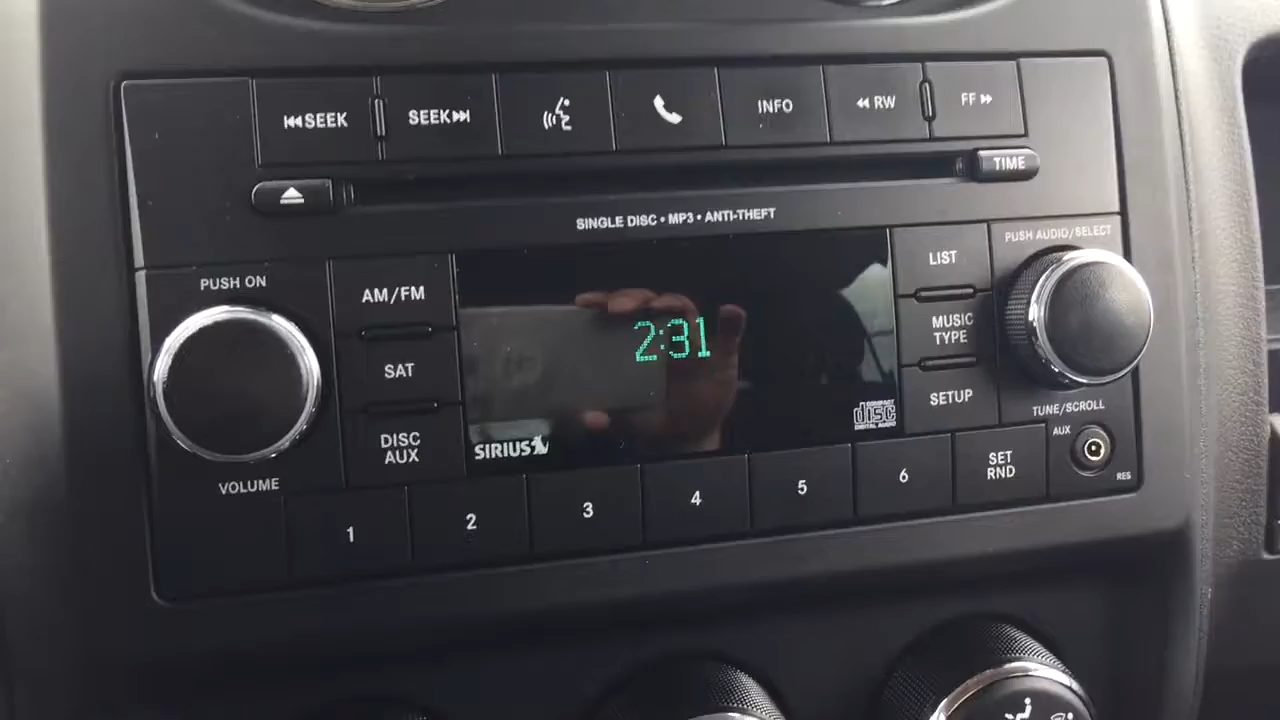 SEEK
SEEK
INFO
RW
FF
TIME
SINGLE DISC • MP3 • ANTI-THEFT
PUSH ON
VOLUME
AM/FM
SAT
DISC
AUX
2:31
SIRIUS
COMPACT
disc
DIGITAL AUDIO
LIST
MUSIC
TYPE
SETUP
PUSH AUDIO/SELECT
TUNE/SCROLL
AUX
RES
1
2
3
4
5
6
SET
RND